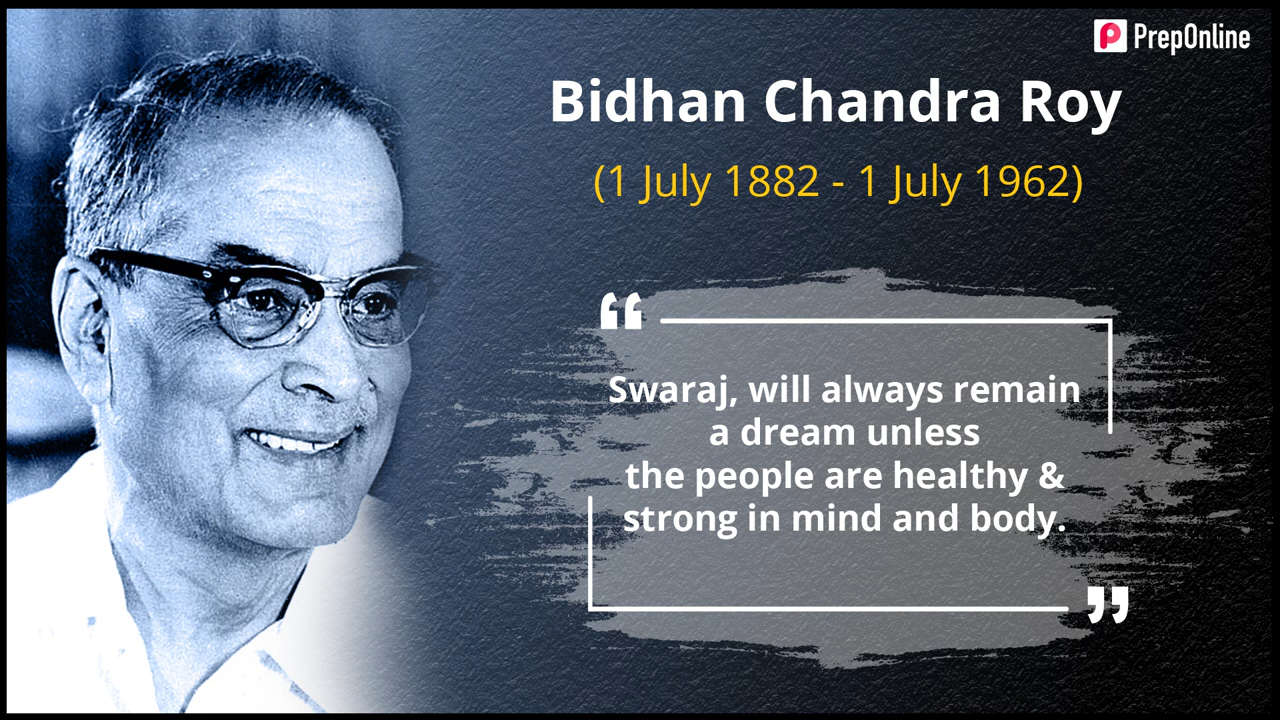 PrepOnline
Bidhan Chandra Roy
(1 July 1882 - 1 July 1962)
“
Swaraj, will always remain
a dream unless
the people are healthy &
strong in mind and body.
”